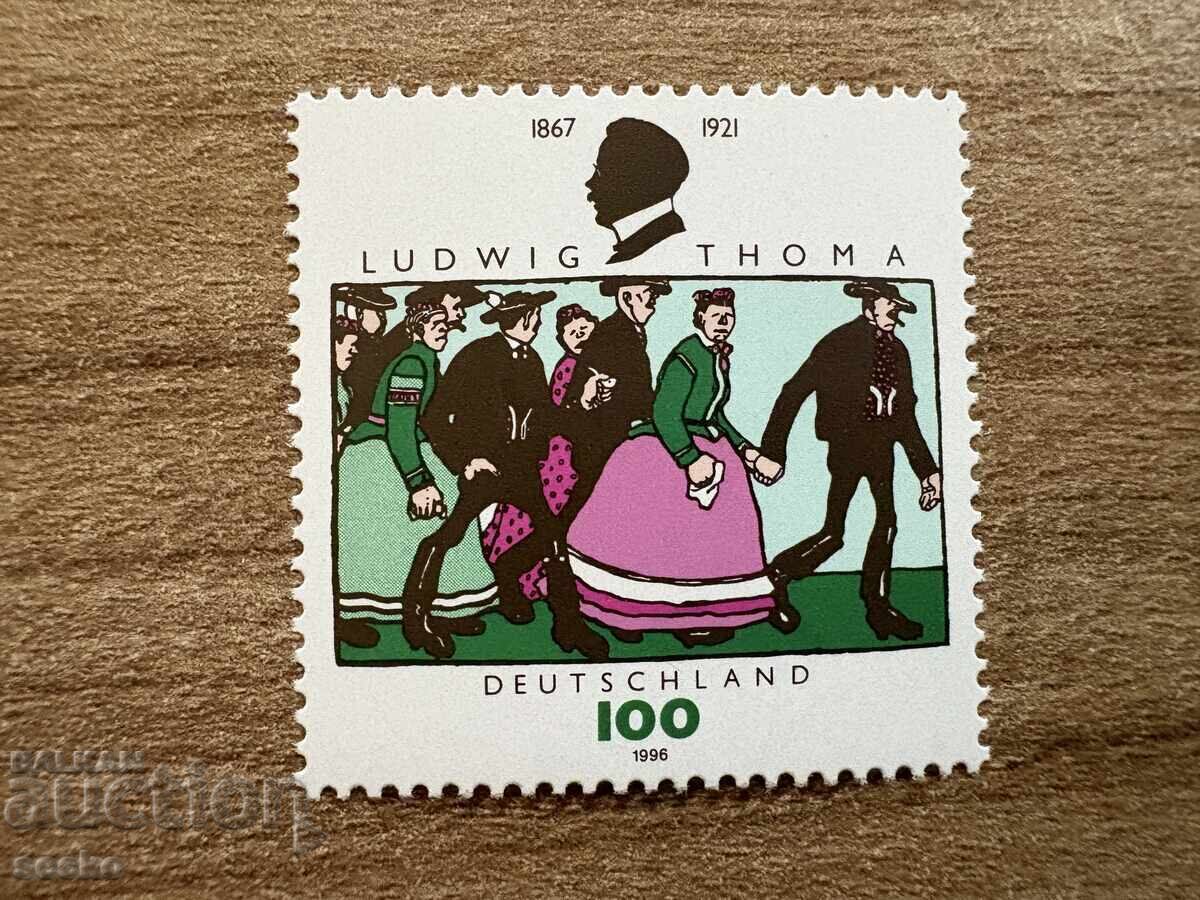 1867 1921
LUDWIG THOMA
DEUTSCHLAND
100
1996
BALKAN
auction
sesko